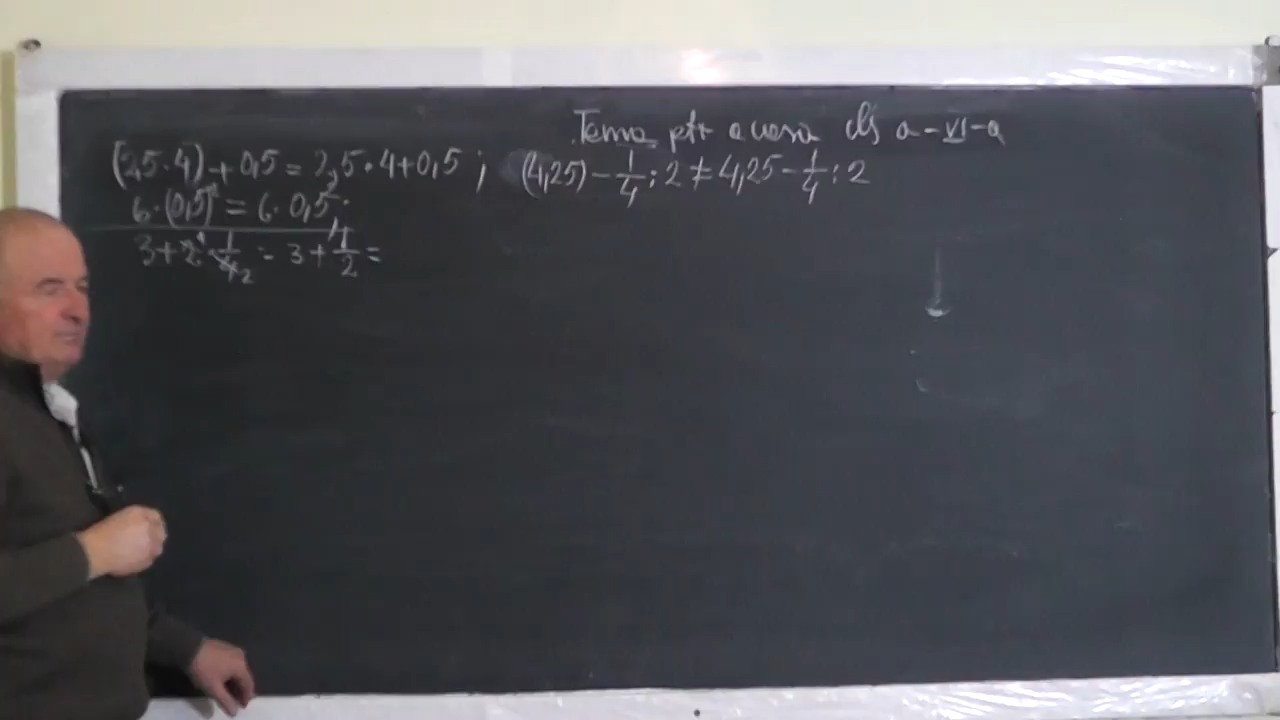 Tema ptr acasa cls a-VI-a
(2,5·4)+0,5=2,5·4+0,5; (4,25)-1/4:2≠4,25-1/4:2
6·(0,5)²=6·0,5²
3+2·1/4=3+1/2=